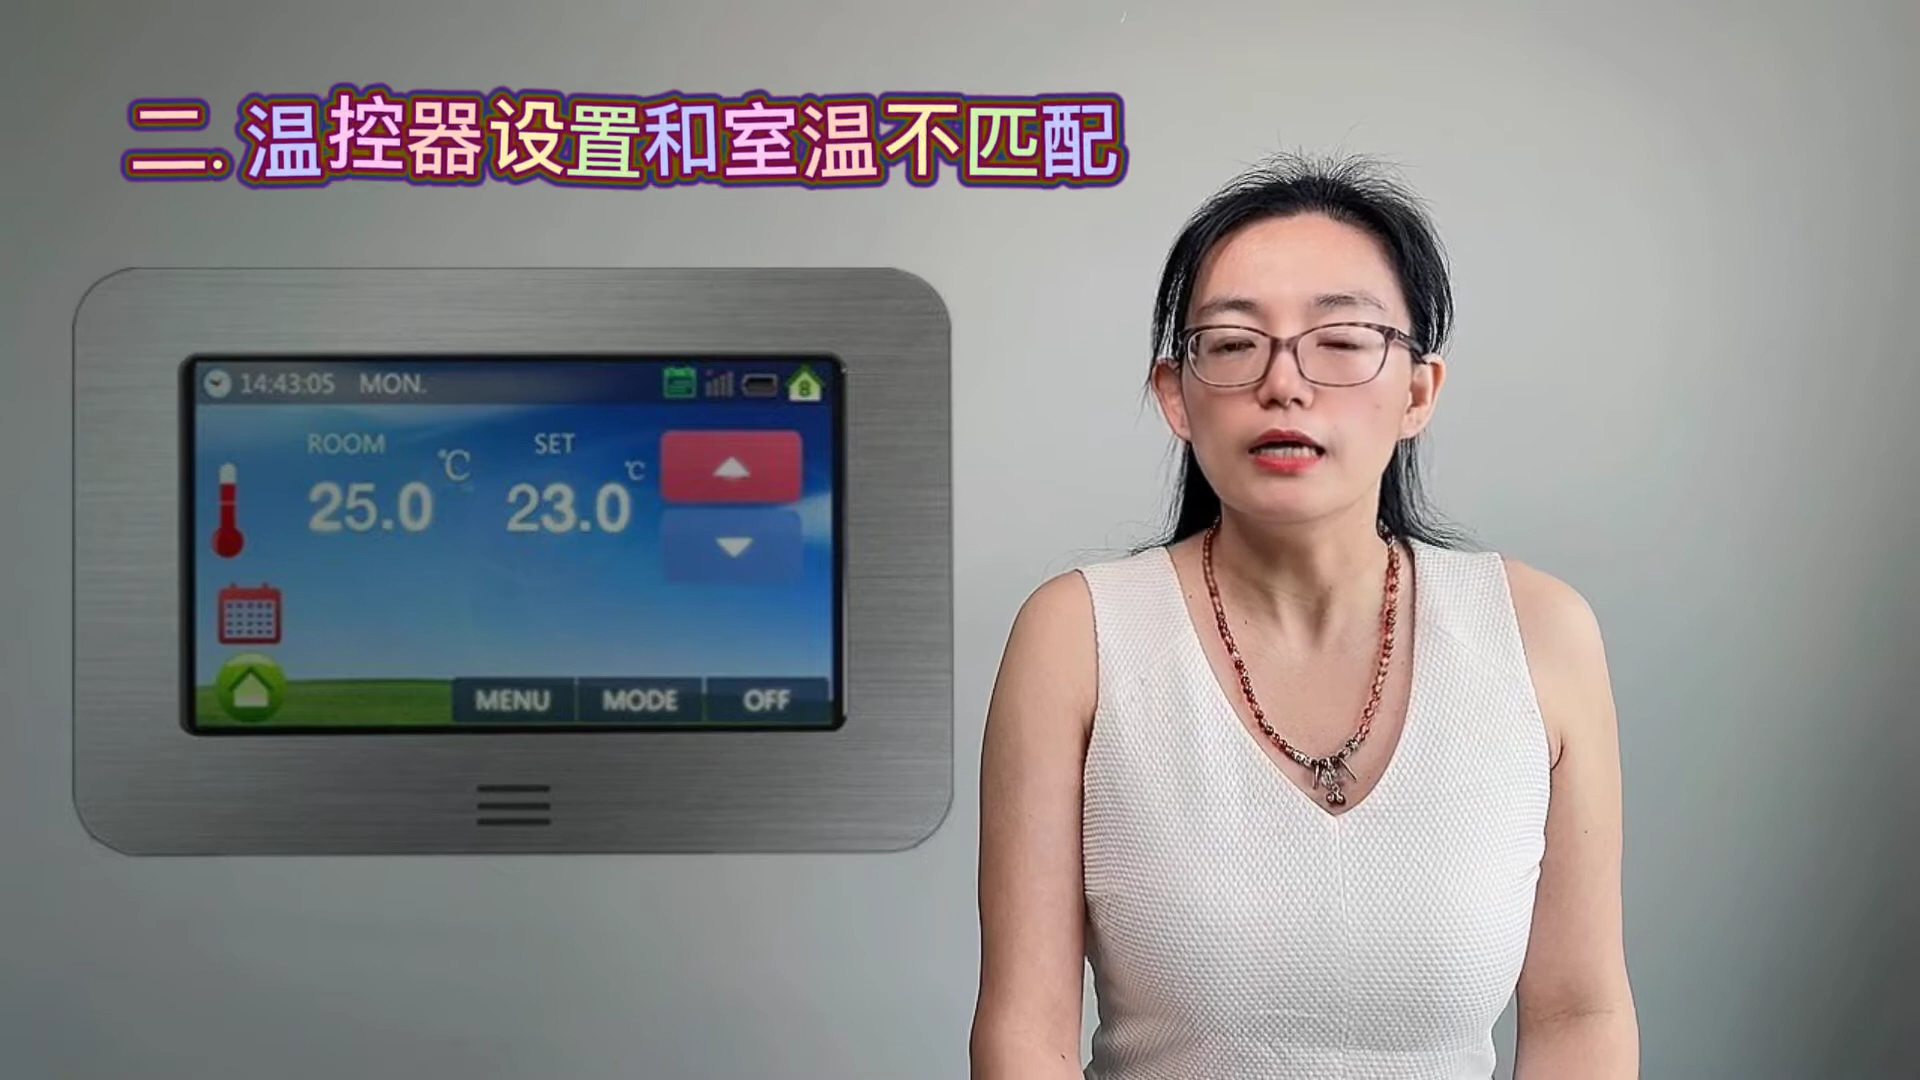 二.温控器设置和室温不匹配
14:43:05 MON.
8
ROOM SET
℃ ℃
25.0 23.0
MENU MODE OFF